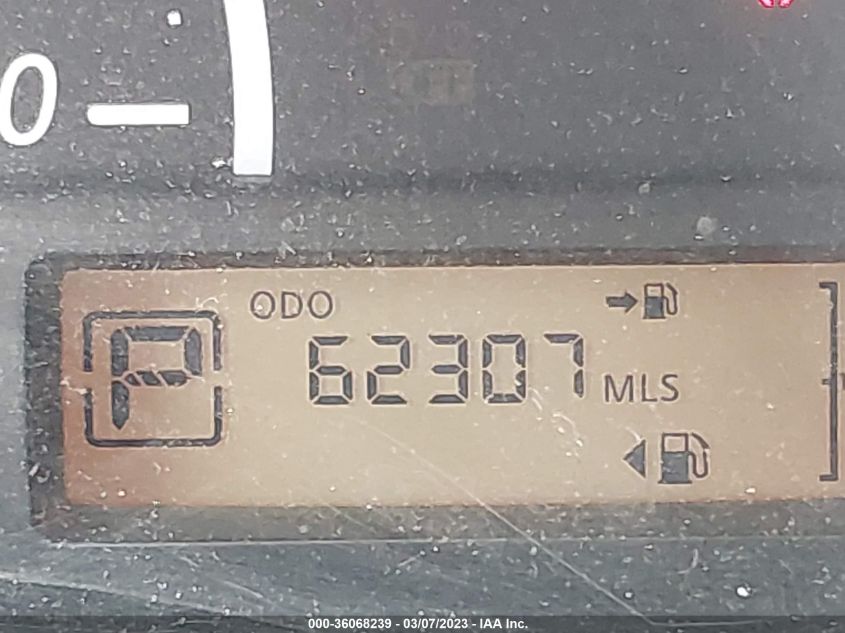 0
ODO
P 62307 MLS
000-36068239 - 03/07/2023 - IAA Inc.